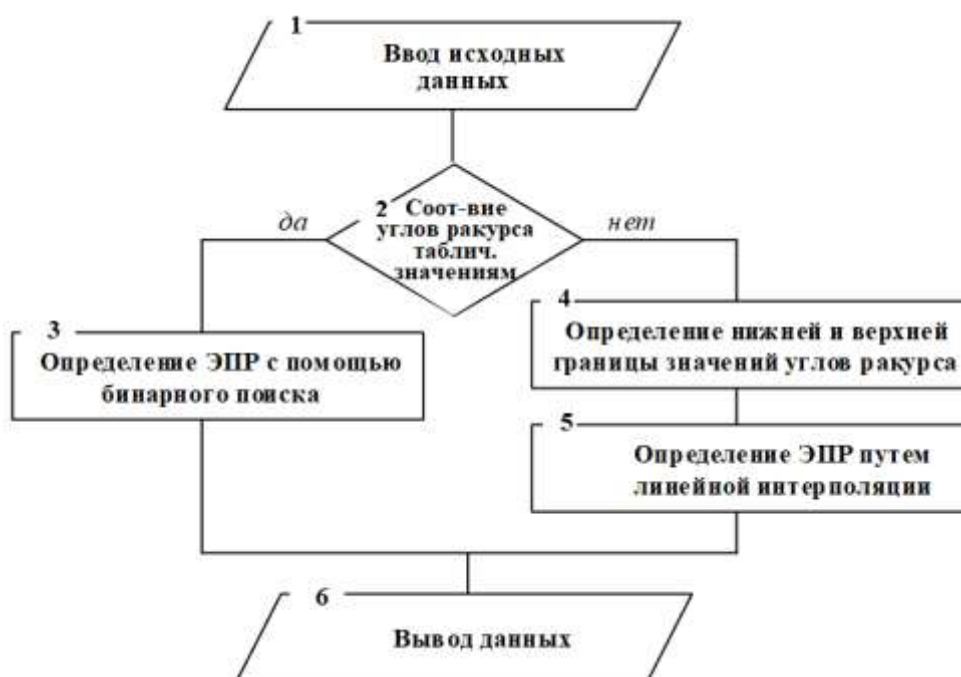 1
Ввод исходных
данных
2 Соот-вие
углов ракурса
таблич.
значениям
да
нет
3
Определение ЭПР с помощью
бинарного поиска
4
Определение нижней и верхней
границы значений углов ракурса
5
Определение ЭПР путем
линейной интерполяции
6
Вывод данных